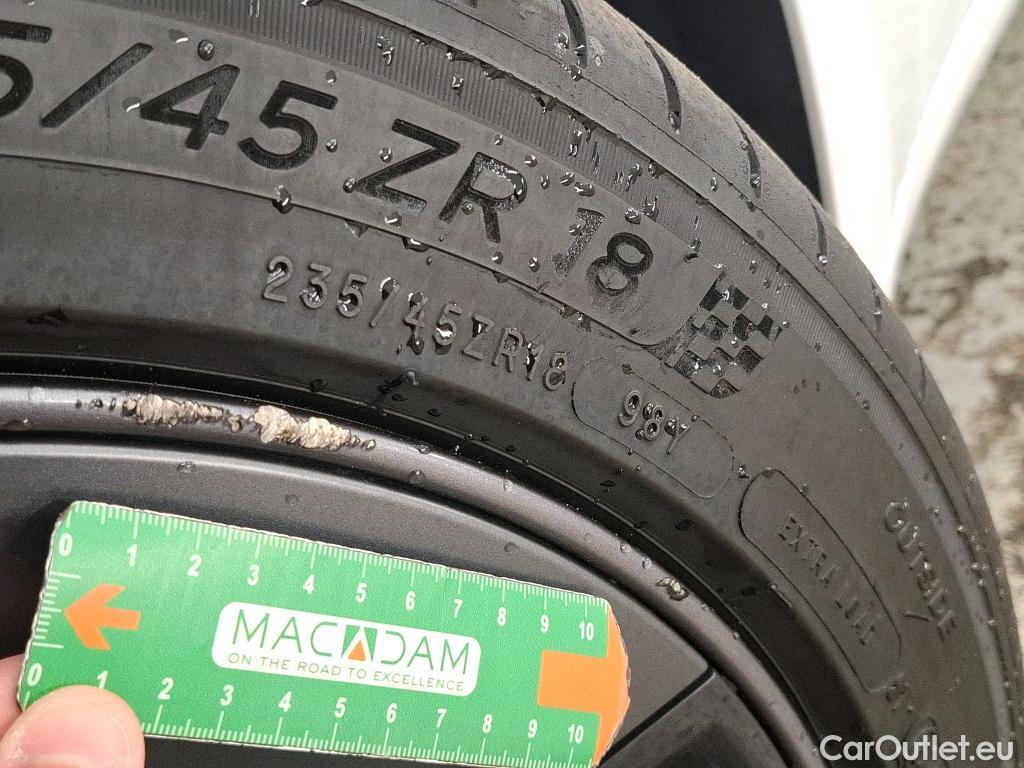 5/45 ZR 18
235/45ZR18 98Y
EXTRA LOAD
OUTSIDE
0 1 2 3 4 5 6 7 8 9 10
MACADAM
ON THE ROAD TO EXCELLENCE
0 1 2 3 4 5 6 7 8 9 10
CarOutlet.eu